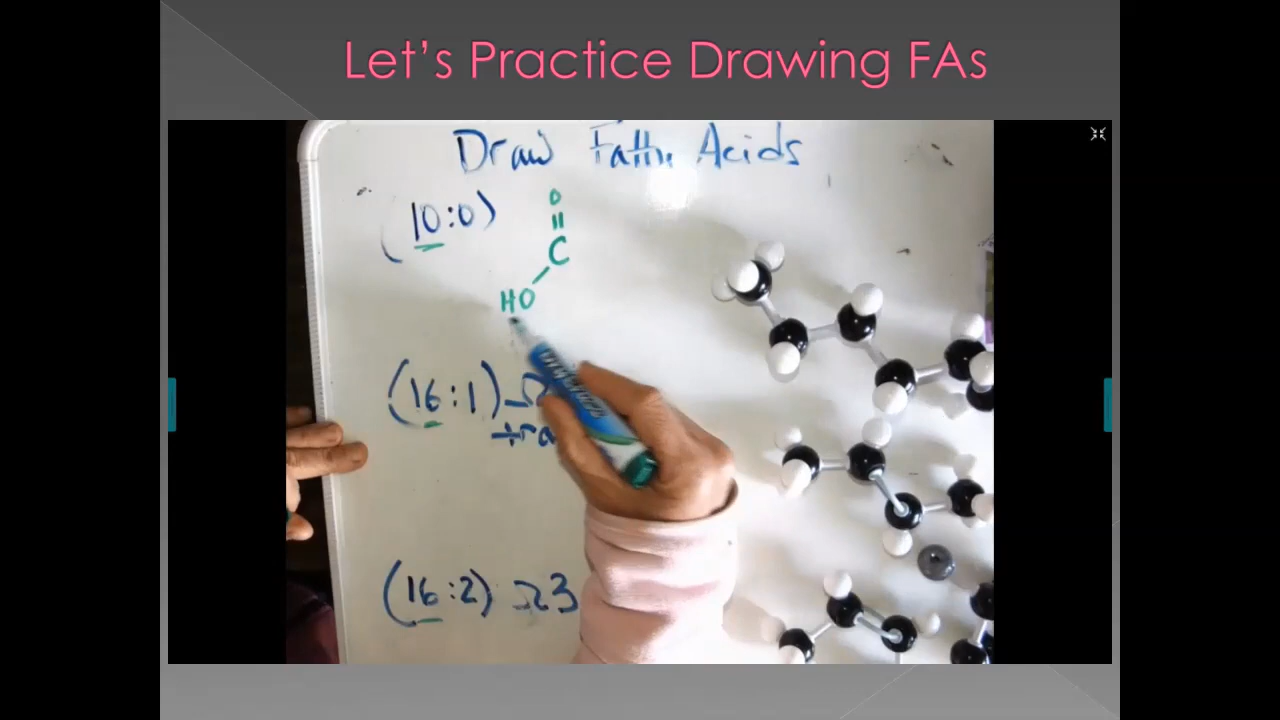 Let's Practice Drawing FAs
Draw Fatty Acids
(10:0)
O
C
HO
(16:1)
(16:2) Ω3